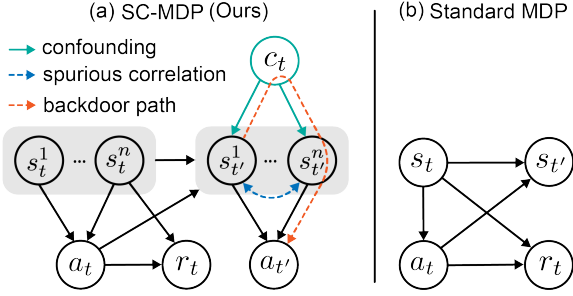 (a) SC-MDP (Ours)
(b) Standard MDP
confounding
spurious correlation
backdoor path
c_t
s_t^1 ... s_t^n
s_{t'}^1 ... s_{t'}^n
s_t
s_{t'}
a_t
r_t
a_{t'}
a_t
r_t